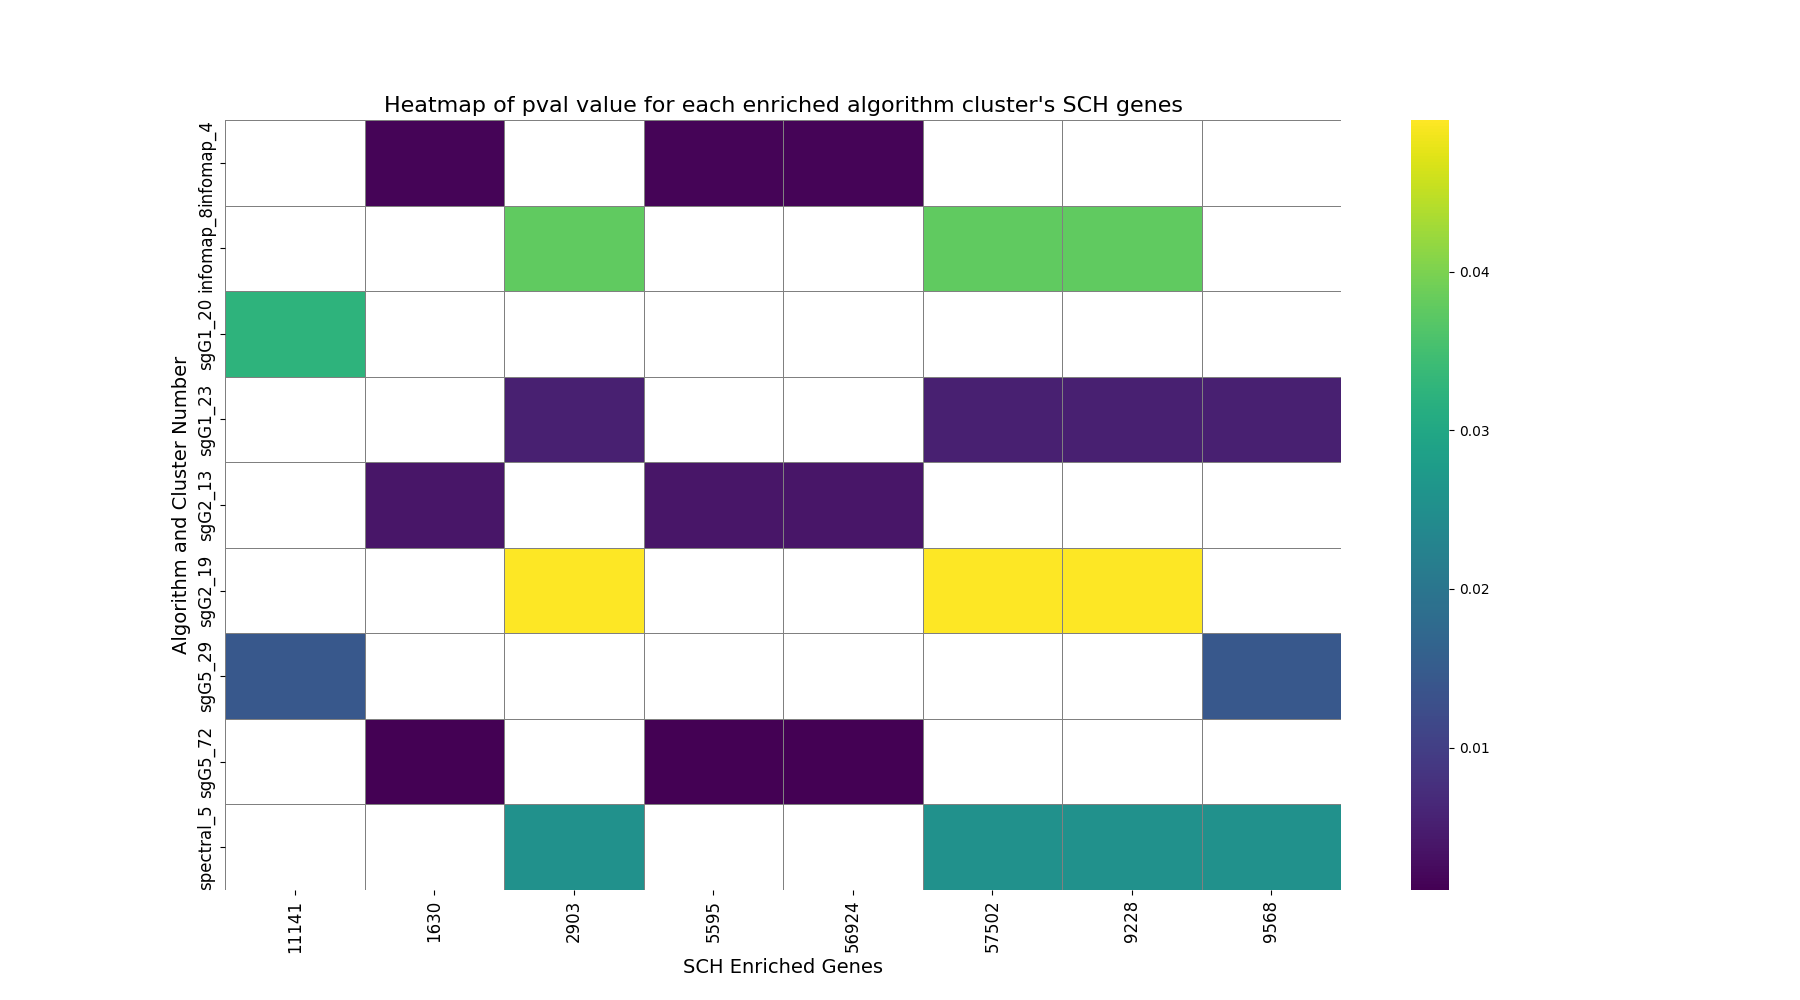 Heatmap of pval value for each enriched algorithm cluster's SCH genes
Algorithm and Cluster Number
infomap_4
infomap_8
sgG1_20
sgG1_23
sgG2_13
sgG2_19
sgG5_29
sgG5_72
spectral_5
11141
1630
2903
5595
56924
57502
9228
9568
SCH Enriched Genes
0.04
0.03
0.02
0.01